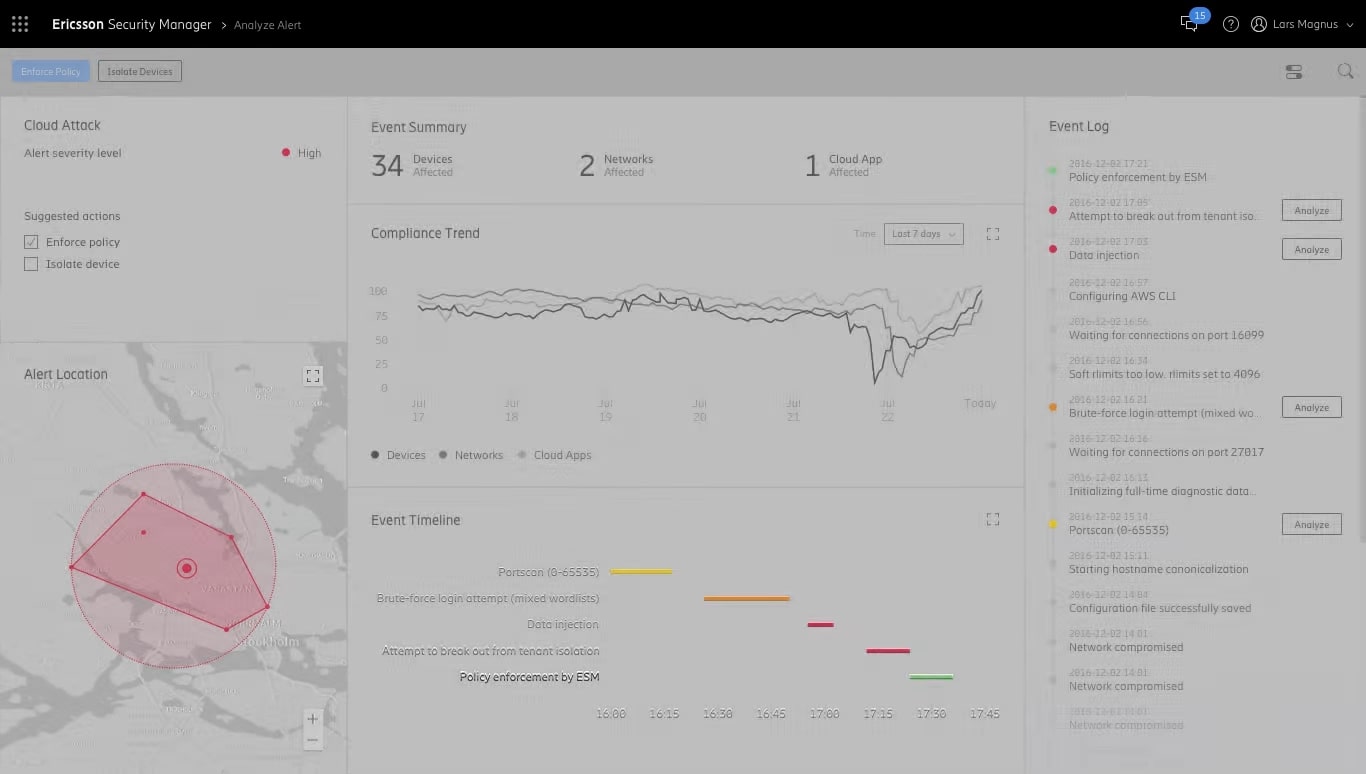 Ericsson Security Manager > Analyze Alert
15
? Lars Magnus
Enforce Policy
Isolate Devices
Cloud Attack
Alert severity level
High
Suggested actions
Enforce policy
Isolate device
Alert Location
Stockholm
+
−
Event Summary
34 Devices
Affected
2 Networks
Affected
1 Cloud App
Affected
Compliance Trend
Time
Last 7 days
100
75
50
25
0
Jul
17
Jul
18
Jul
19
Jul
20
Jul
21
Jul
22
Today
Devices
Networks
Cloud Apps
Event Timeline
Portscan (0-65535)
Brute-force login attempt (mixed wordlists)
Data injection
Attempt to break out from tenant isolation
Policy enforcement by ESM
16:00 16:15 16:30 16:45 17:00 17:15 17:30 17:45
Event Log
2016-12-02 17:21
Policy enforcement by ESM
2016-12-02 17:05
Attempt to break out from tenant iso...
Analyze
2016-12-02 17:03
Data injection
Analyze
2016-12-02 16:57
Configuring AWS CLI
2016-12-02 16:56
Waiting for connections on port 16099
2016-12-02 16:34
Soft rlimits too low. rlimits set to 4096
2016-12-02 16:21
Brute-force login attempt (mixed wo...
Analyze
2016-12-02 16:16
Waiting for connections on port 27017
2016-12-02 16:13
Initializing full-time diagnostic data...
2016-12-02 15:14
Portscan (0-65535)
Analyze
2016-12-02 15:11
Starting hostname canonicalization
2016-12-02 14:04
Configuration file successfully saved
2016-12-02 14:01
Network compromised
2016-12-02 14:01
Network compromised
2016-12-02 14:01
Network compromised